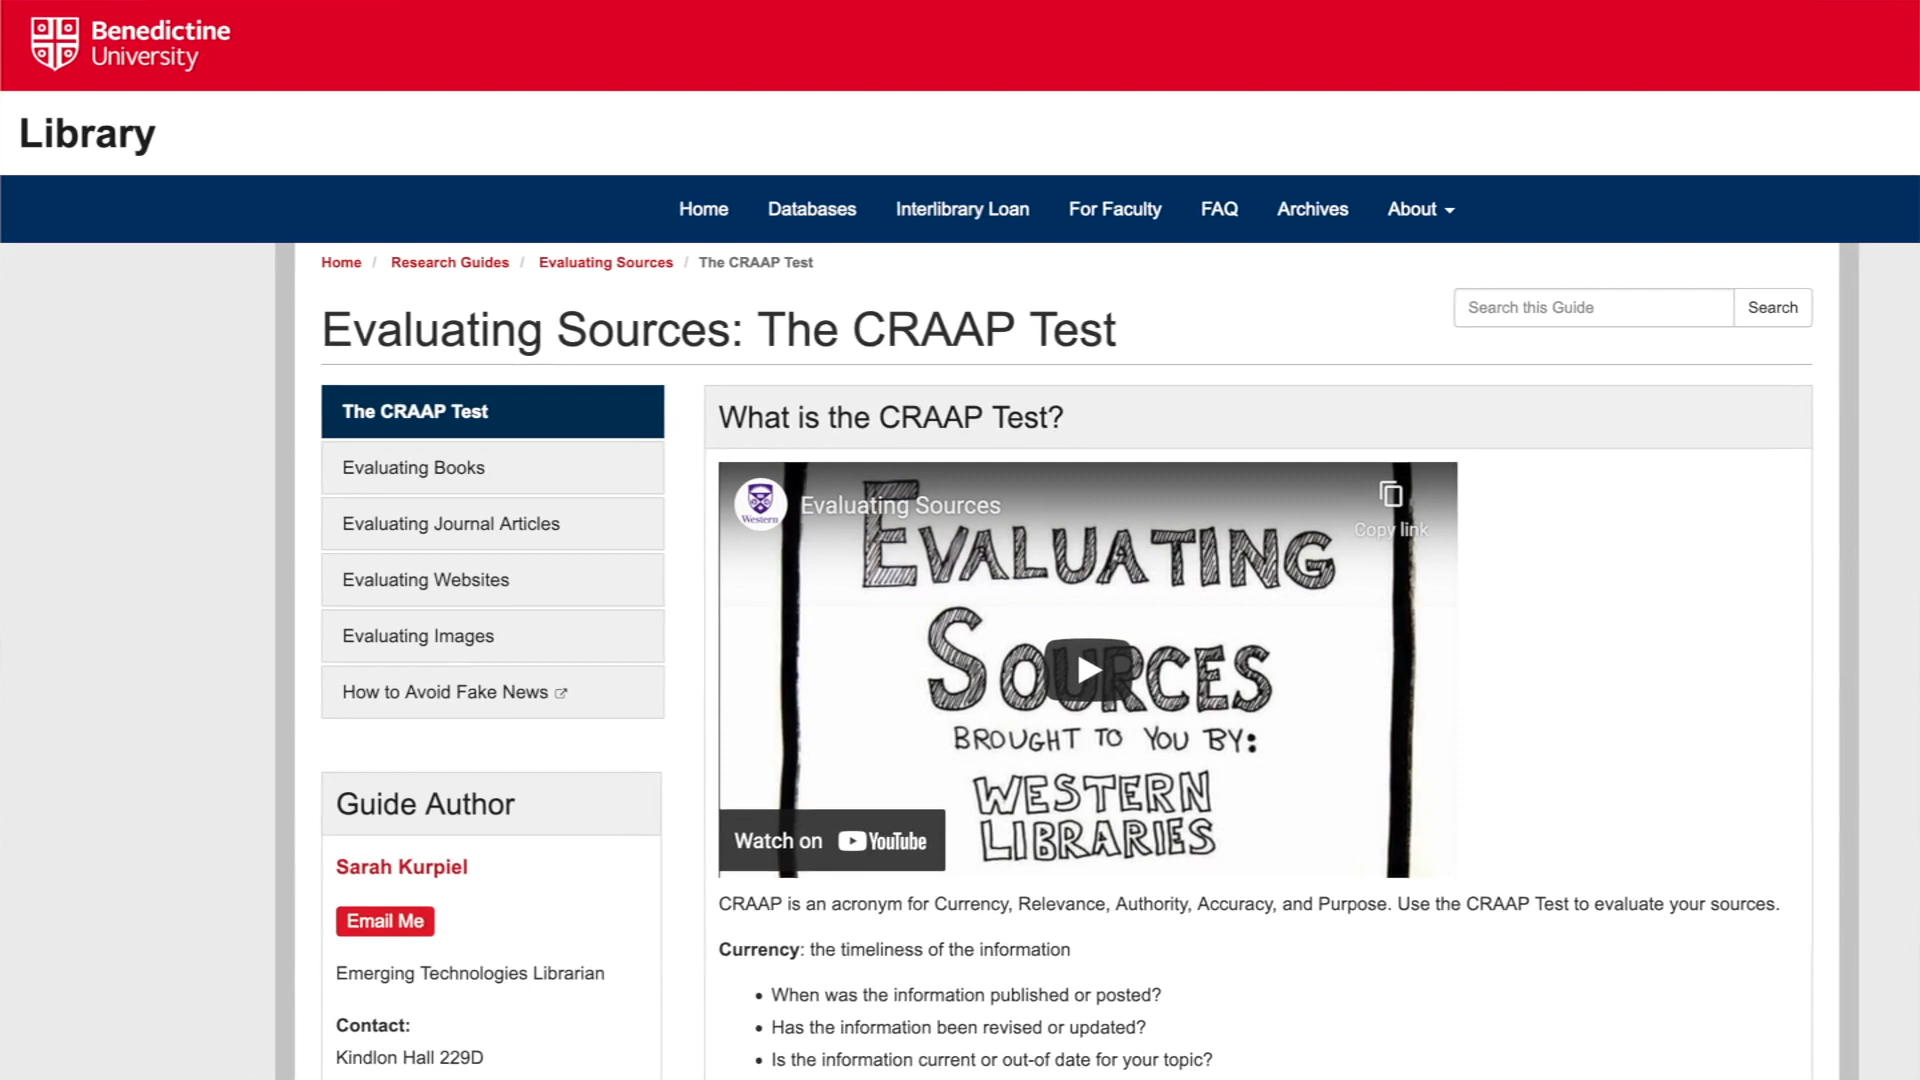 Benedictine
University
Library
Home Databases Interlibrary Loan For Faculty FAQ Archives About
Home / Research Guides / Evaluating Sources / The CRAAP Test
Evaluating Sources: The CRAAP Test
Search this Guide Search
The CRAAP Test
Evaluating Books
Evaluating Journal Articles
Evaluating Websites
Evaluating Images
How to Avoid Fake News
Guide Author
Sarah Kurpiel
Email Me
Emerging Technologies Librarian
Contact:
Kindlon Hall 229D
What is the CRAAP Test?
Western
Evaluating Sources
Copy link
EVALUATING
SOURCES
BROUGHT TO YOU BY:
WESTERN
LIBRARIES
Watch on YouTube
CRAAP is an acronym for Currency, Relevance, Authority, Accuracy, and Purpose. Use the CRAAP Test to evaluate your sources.
Currency: the timeliness of the information
• When was the information published or posted?
• Has the information been revised or updated?
• Is the information current or out-of date for your topic?